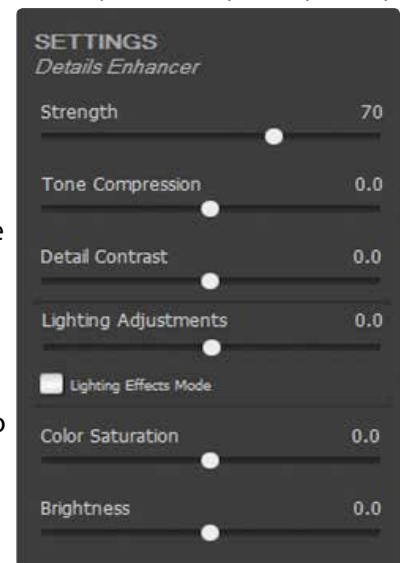 SETTINGS
Details Enhancer
Strength 70
Tone Compression 0.0
Detail Contrast 0.0
Lighting Adjustments 0.0
Lighting Effects Mode
Color Saturation 0.0
Brightness 0.0